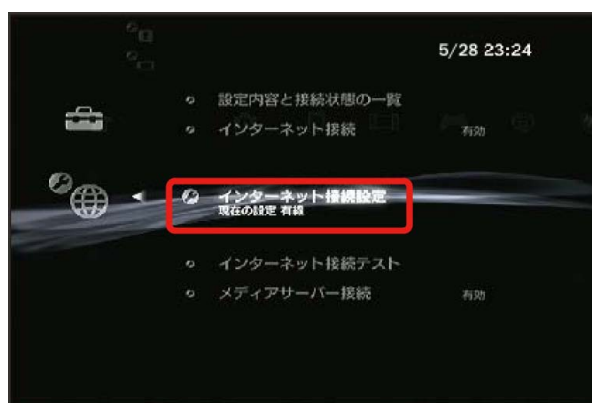 5/28 23:24
設定内容と接続状態の一覧
インターネット接続 有効
インターネット接続設定
現在の設定 有線
インターネット接続テスト
メディアサーバー接続 有効